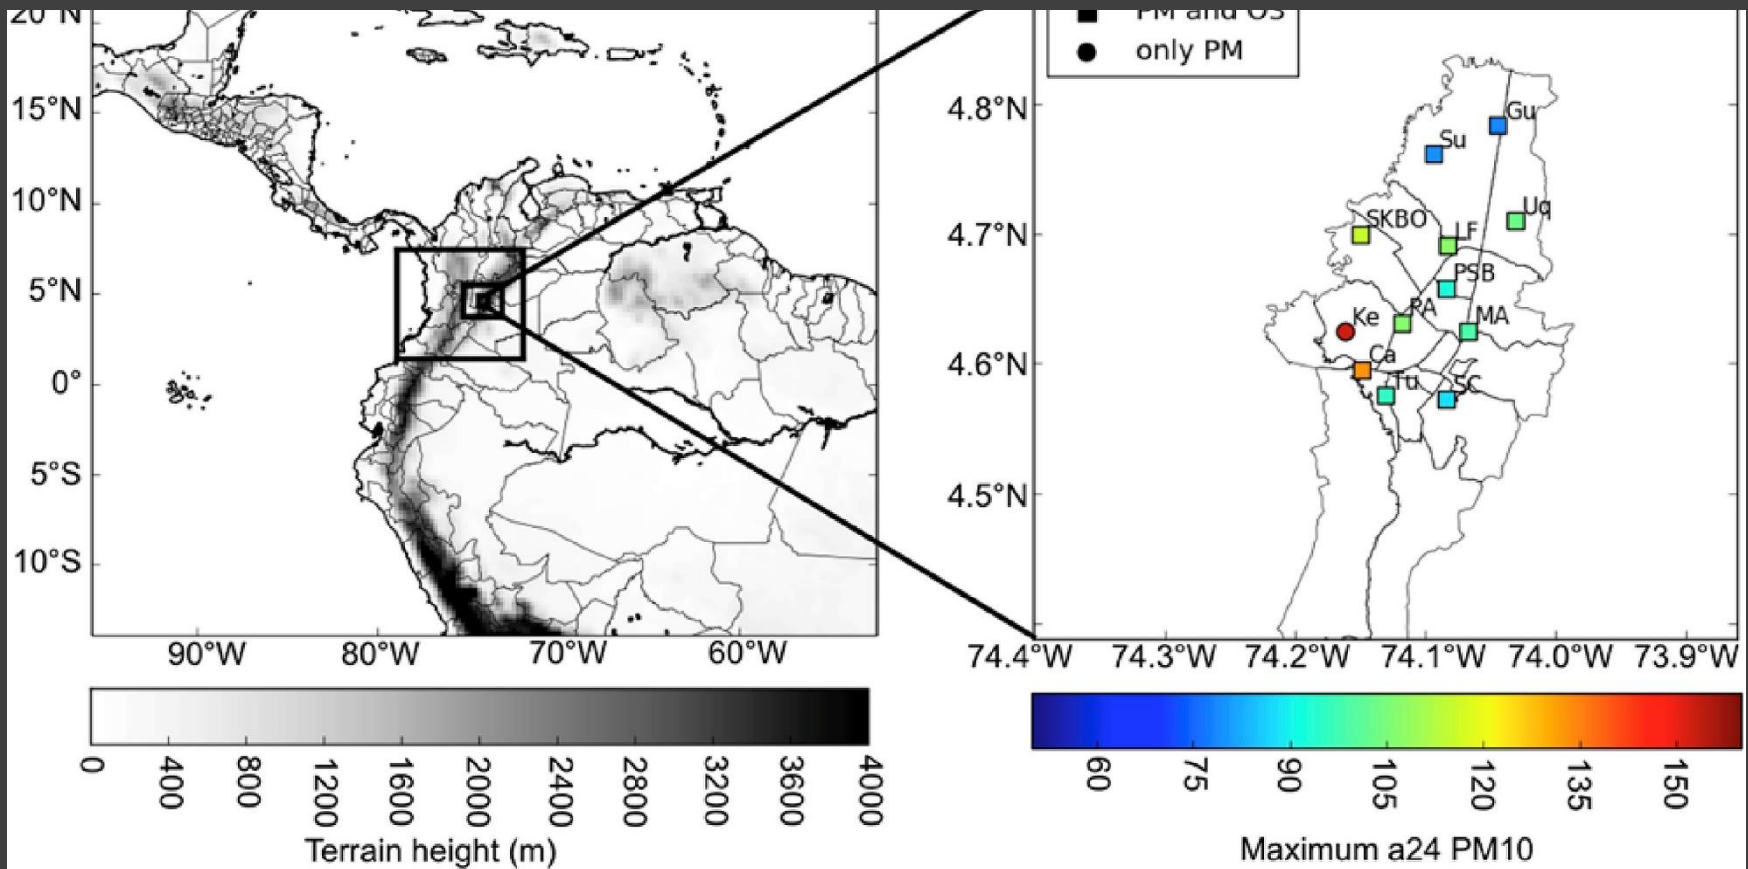 20°N
15°N
10°N
5°N
0°
5°S
10°S
90°W 80°W 70°W 60°W
0 400 800 1200 1600 2000 2400 2800 3200 3600 4000
Terrain height (m)
PM and OS
only PM
4.8°N
4.7°N
4.6°N
4.5°N
Gu
Su
Uq
SKBO
LF
PSB
PA
MA
Ke
Ca
Tu
SC
74.4°W 74.3°W 74.2°W 74.1°W 74.0°W 73.9°W
60 75 90 105 120 135 150
Maximum a24 PM10